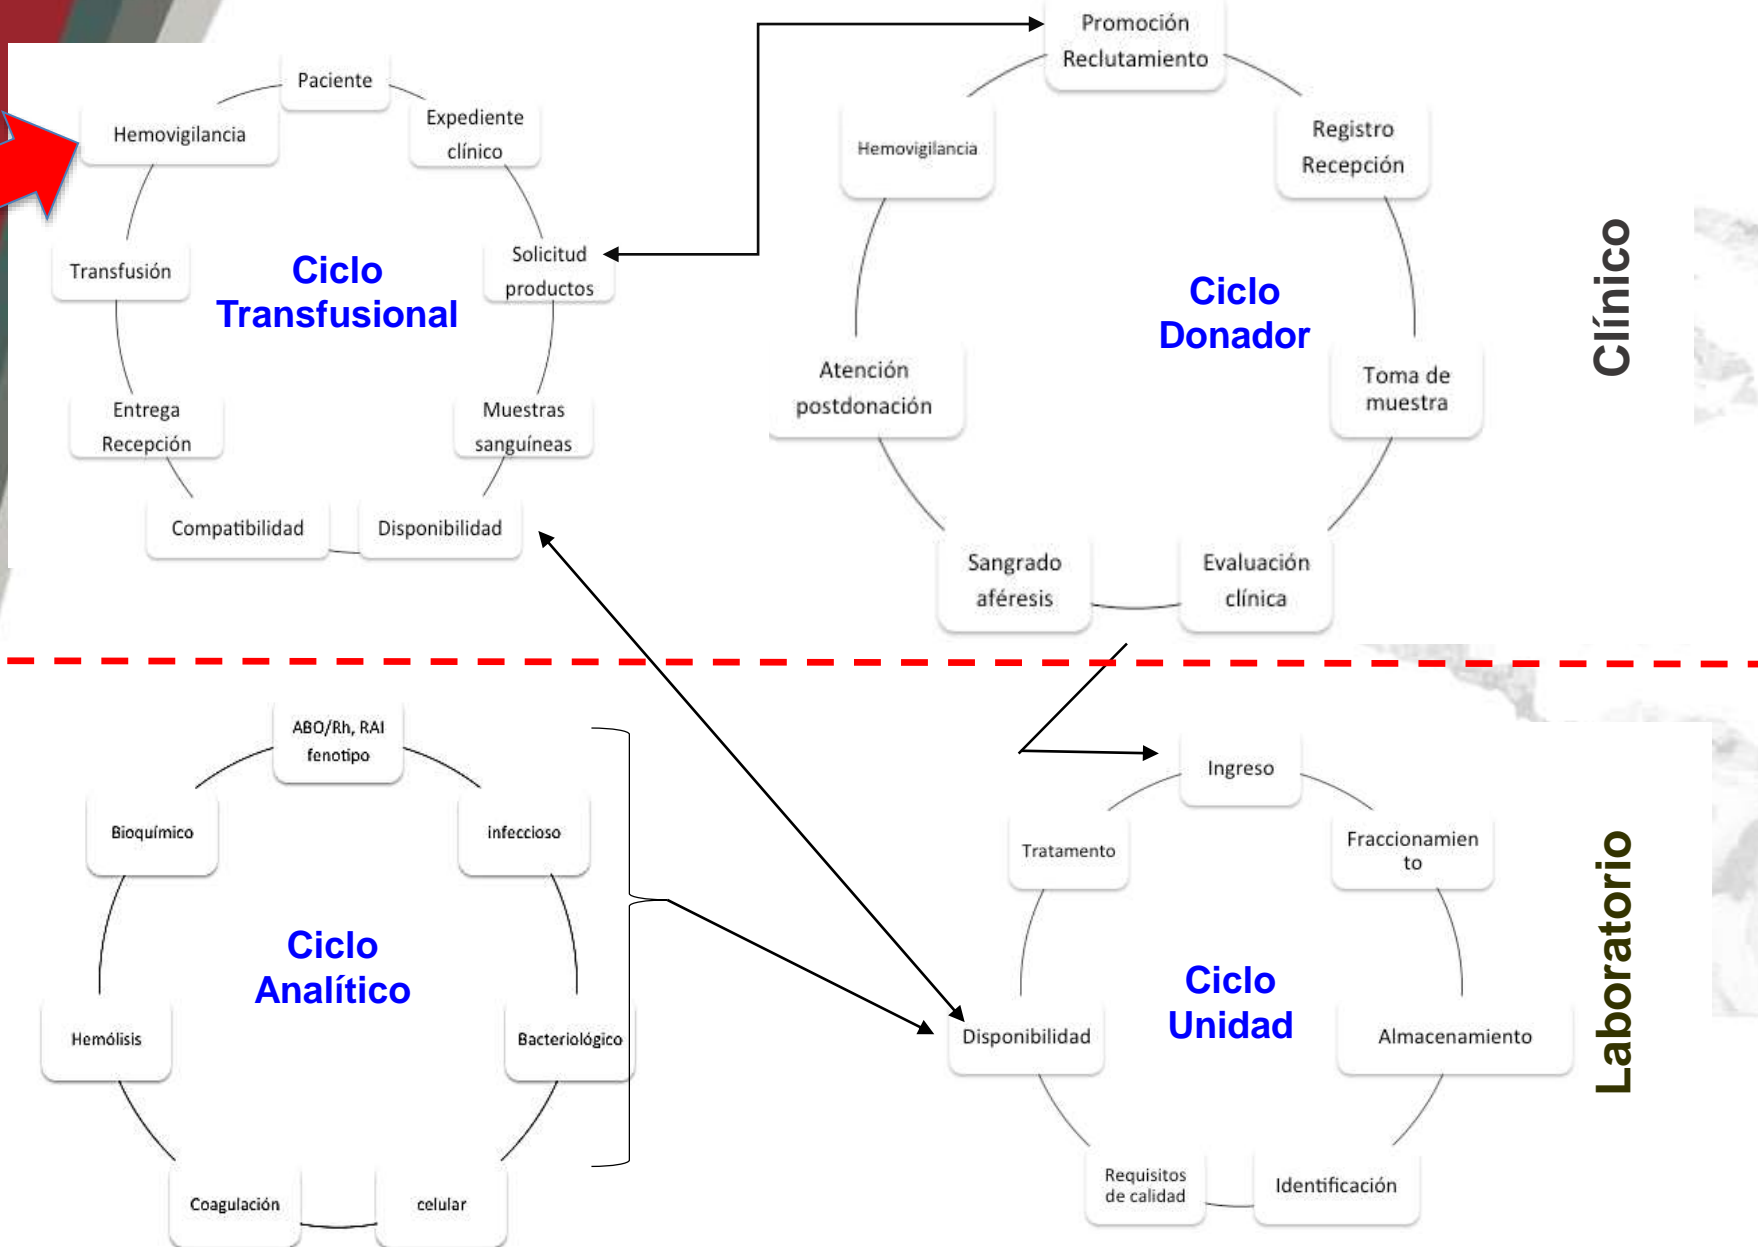 Paciente
Expediente
clínico
Solicitud
productos
Muestras
sanguíneas
Disponibilidad
Compatibilidad
Entrega
Recepción
Transfusión
Hemovigilancia
Ciclo
Transfusional
Promoción
Reclutamiento
Registro
Recepción
Toma de
muestra
Evaluación
clínica
Sangrado
aféresis
Atención
postdonación
Hemovigilancia
Ciclo
Donador
Clínico
ABO/Rh, RAI
fenotipo
infeccioso
Bacteriológico
celular
Coagulación
Hemólisis
Bioquímico
Ciclo
Analítico
Ingreso
Fraccionamien
to
Almacenamiento
Identificación
Requisitos
de calidad
Disponibilidad
Tratamento
Ciclo
Unidad
Laboratorio